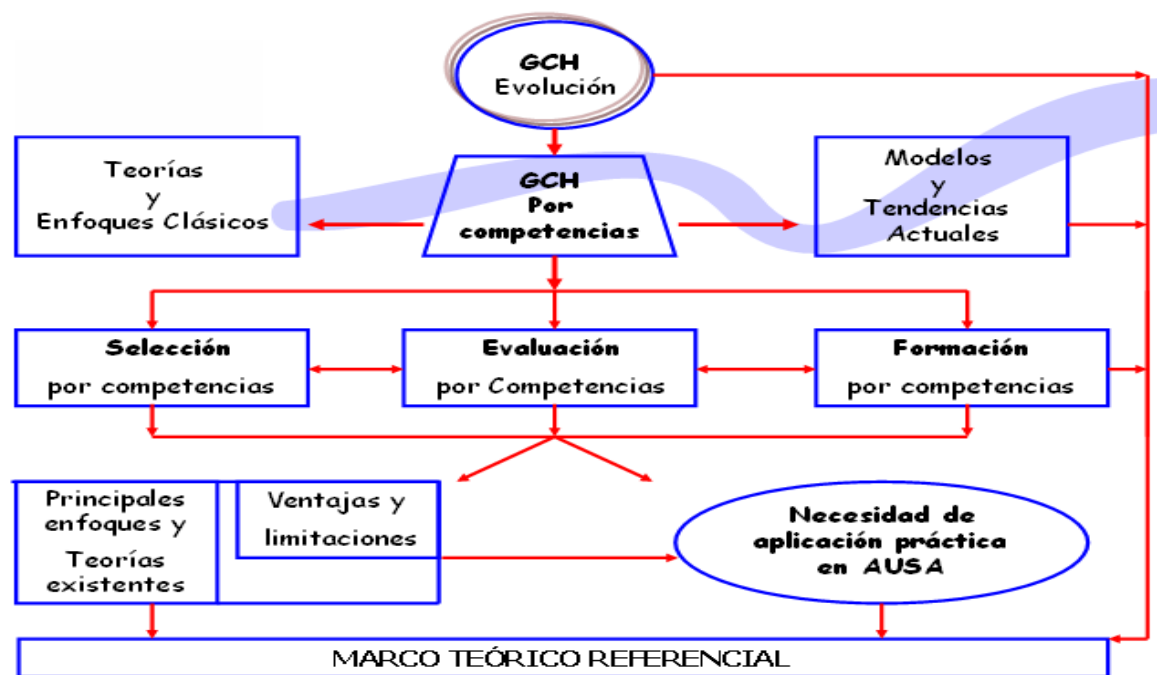 GCH
Evolución
Teorías
y
Enfoques Clásicos
GCH
Por
competencias
Modelos
y
Tendencias
Actuales
Selección
por competencias
Evaluación
por Competencias
Formación
por competencias
Principales
enfoques y
Teorías
existentes
Ventajas y
limitaciones
Necesidad de
aplicación práctica
en AUSA
MARCO TEÓRICO REFERENCIAL